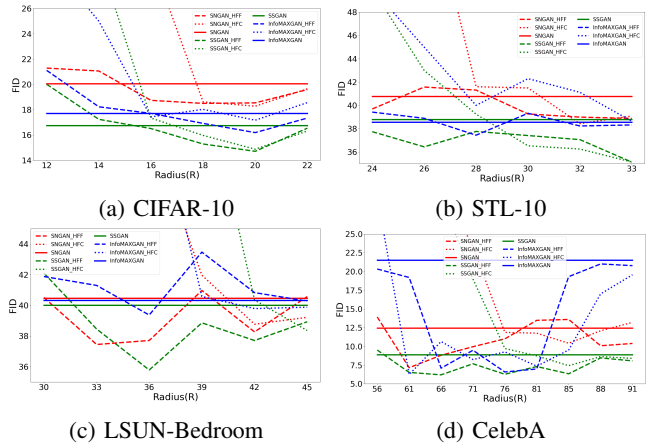 26
24
22
20
18
16
14
FID
SNGAN_HFF
SNGAN_HFC
SNGAN
SSGAN_HFF
SSGAN_HFC
SSGAN
InfoMAXGAN_HFF
InfoMAXGAN_HFC
InfoMAXGAN
12 14 16 18 20 22
Radius(R)
(a) CIFAR-10
48
46
44
42
40
38
36
FID
SNGAN_HFF
SNGAN_HFC
SNGAN
SSGAN_HFF
SSGAN_HFC
SSGAN
InfoMAXGAN_HFF
InfoMAXGAN_HFC
InfoMAXGAN
24 26 28 30 32 33
Radius(R)
(b) STL-10
44
42
40
38
36
FID
SNGAN_HFF
SNGAN_HFC
SNGAN
SSGAN_HFF
SSGAN_HFC
SSGAN
InfoMAXGAN_HFF
InfoMAXGAN_HFC
InfoMAXGAN
30 33 36 39 42 45
Radius(R)
(c) LSUN-Bedroom
25.0
22.5
20.0
17.5
15.0
12.5
10.0
7.5
5.0
FID
SNGAN_HFF
SNGAN_HFC
SNGAN
SSGAN_HFF
SSGAN_HFC
SSGAN
InfoMAXGAN_HFF
InfoMAXGAN_HFC
InfoMAXGAN
56 61 66 71 76 81 85 88 91
Radius(R)
(d) CelebA